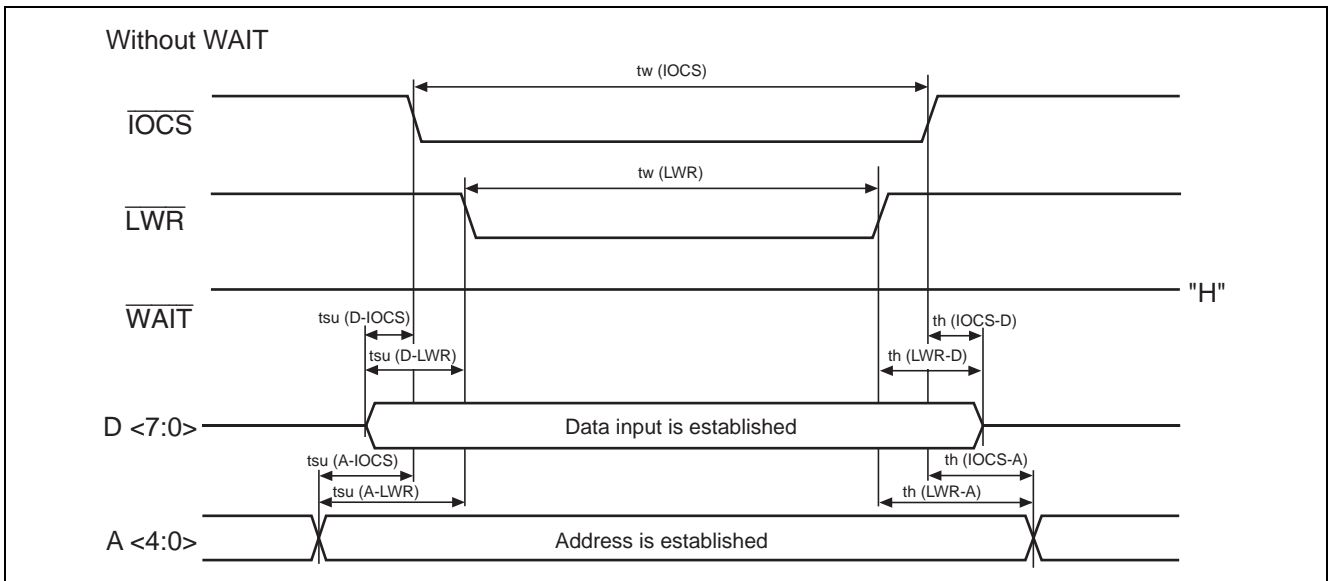 Without WAIT
tw (IOCS)
IOCS
tw (LWR)
LWR
WAIT
"H"
tsu (D-IOCS)
th (IOCS-D)
tsu (D-LWR)
th (LWR-D)
D <7:0>
Data input is established
tsu (A-IOCS)
th (IOCS-A)
tsu (A-LWR)
th (LWR-A)
A <4:0>
Address is established